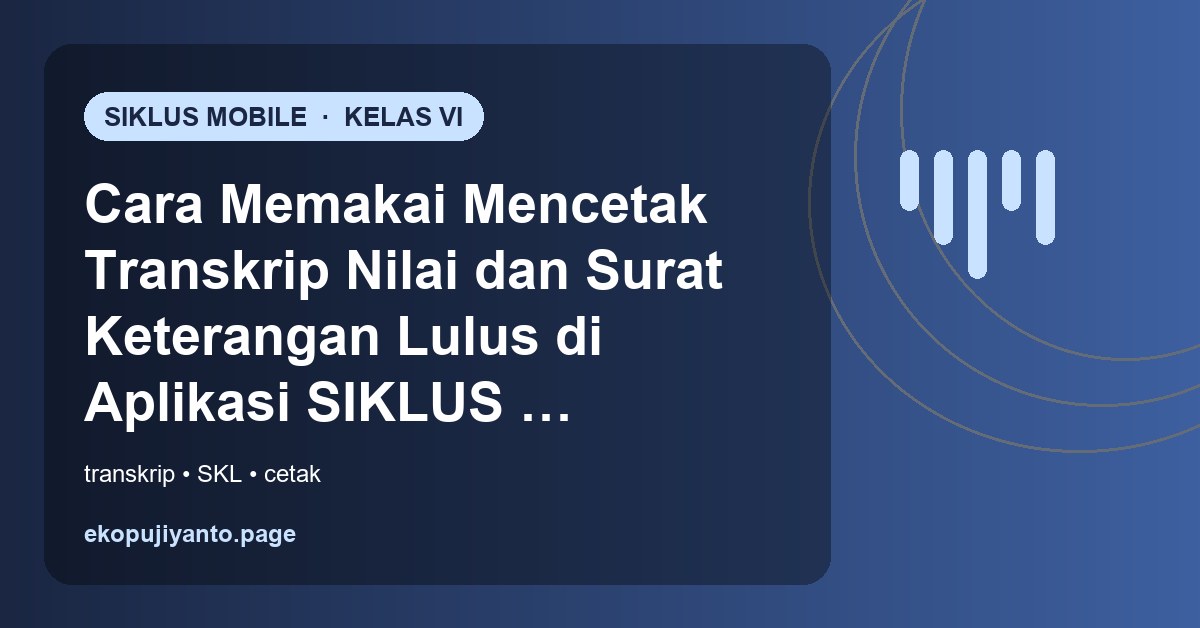 SIKLUS MOBILE · KELAS VI
Cara Memakai Mencetak
Transkrip Nilai dan Surat
Keterangan Lulus di
Aplikasi SIKLUS …
transkrip • SKL • cetak
ekopujiyanto.page